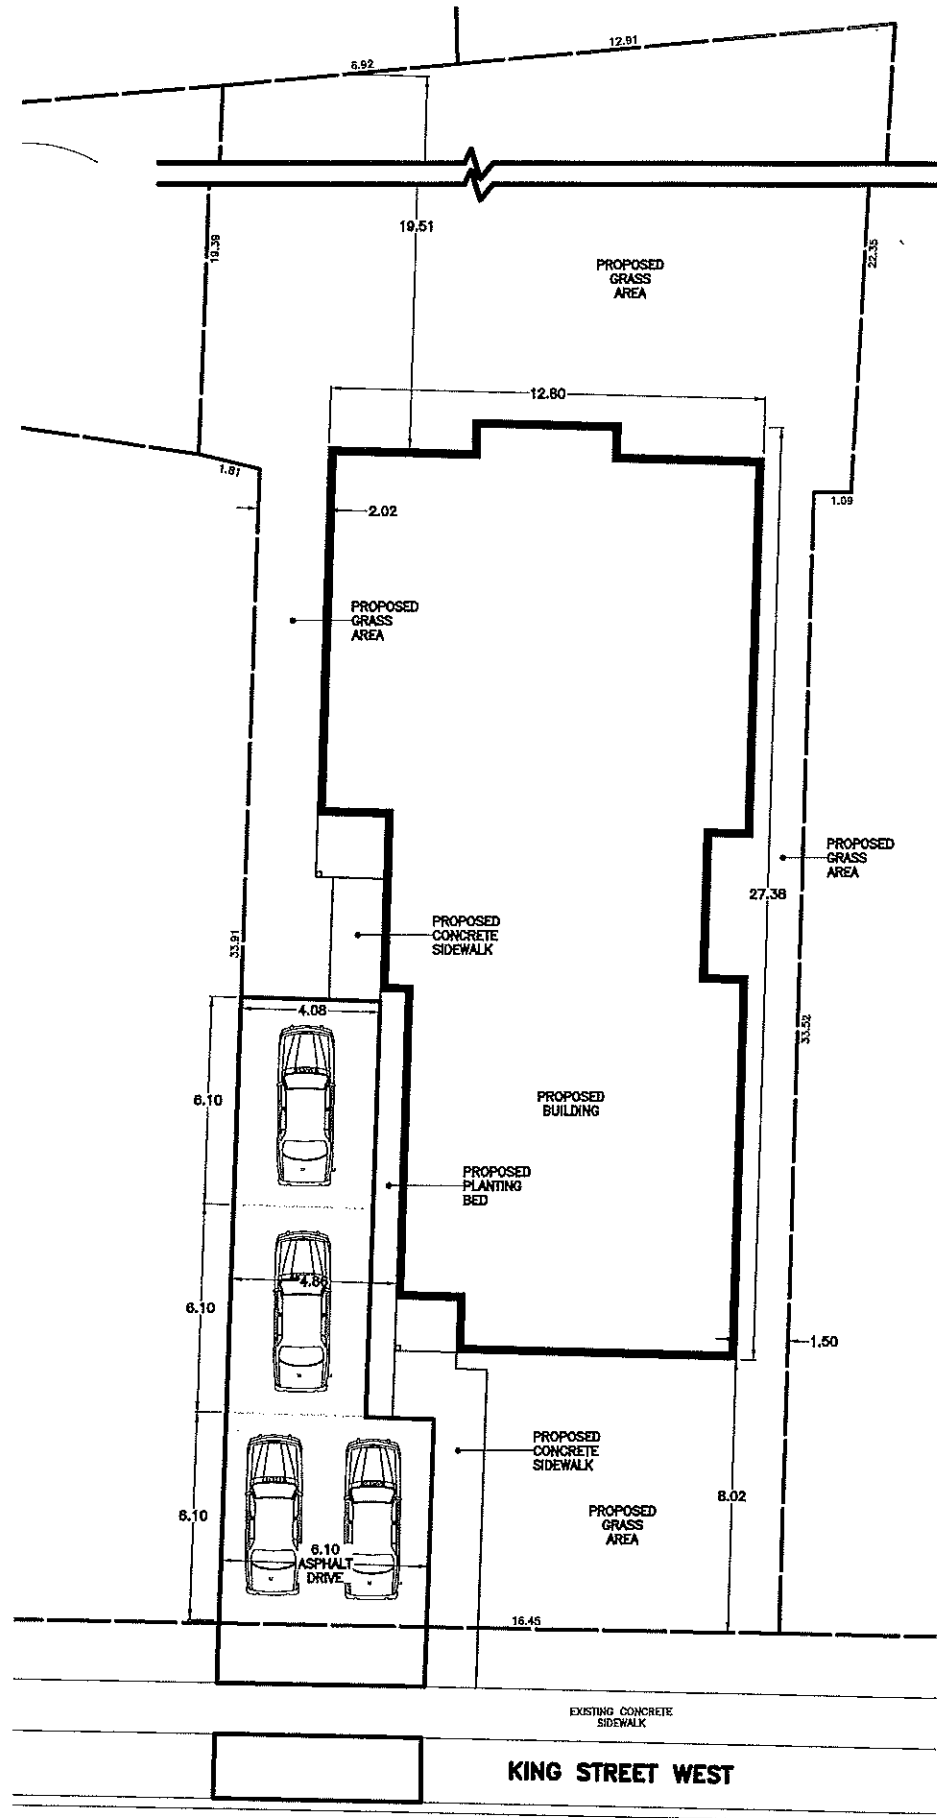 12.91
6.92
19.39
19.51
22.35
PROPOSED
GRASS
AREA
12.80
1.81
1.09
2.02
PROPOSED
GRASS
AREA
PROPOSED
GRASS
AREA
27.38
33.91
PROPOSED
CONCRETE
SIDEWALK
4.08
33.52
6.10
PROPOSED
BUILDING
PROPOSED
PLANTING
BED
4.86
6.10
1.50
PROPOSED
CONCRETE
SIDEWALK
8.02
6.10
PROPOSED
GRASS
AREA
6.10
ASPHALT
DRIVE
16.45
EXISTING CONCRETE
SIDEWALK
KING STREET WEST